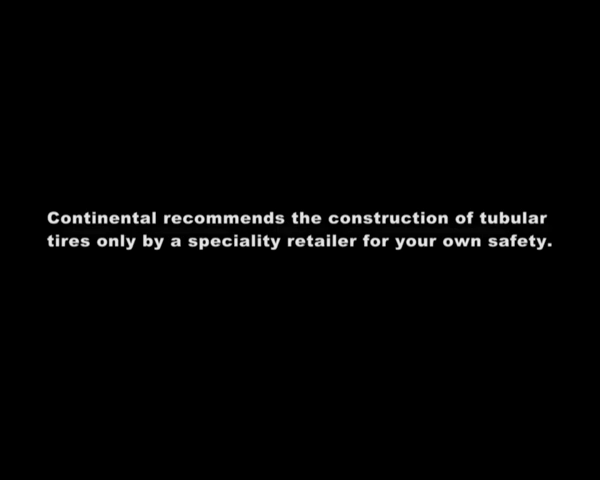 Continental recommends the construction of tubular
tires only by a speciality retailer for your own safety.